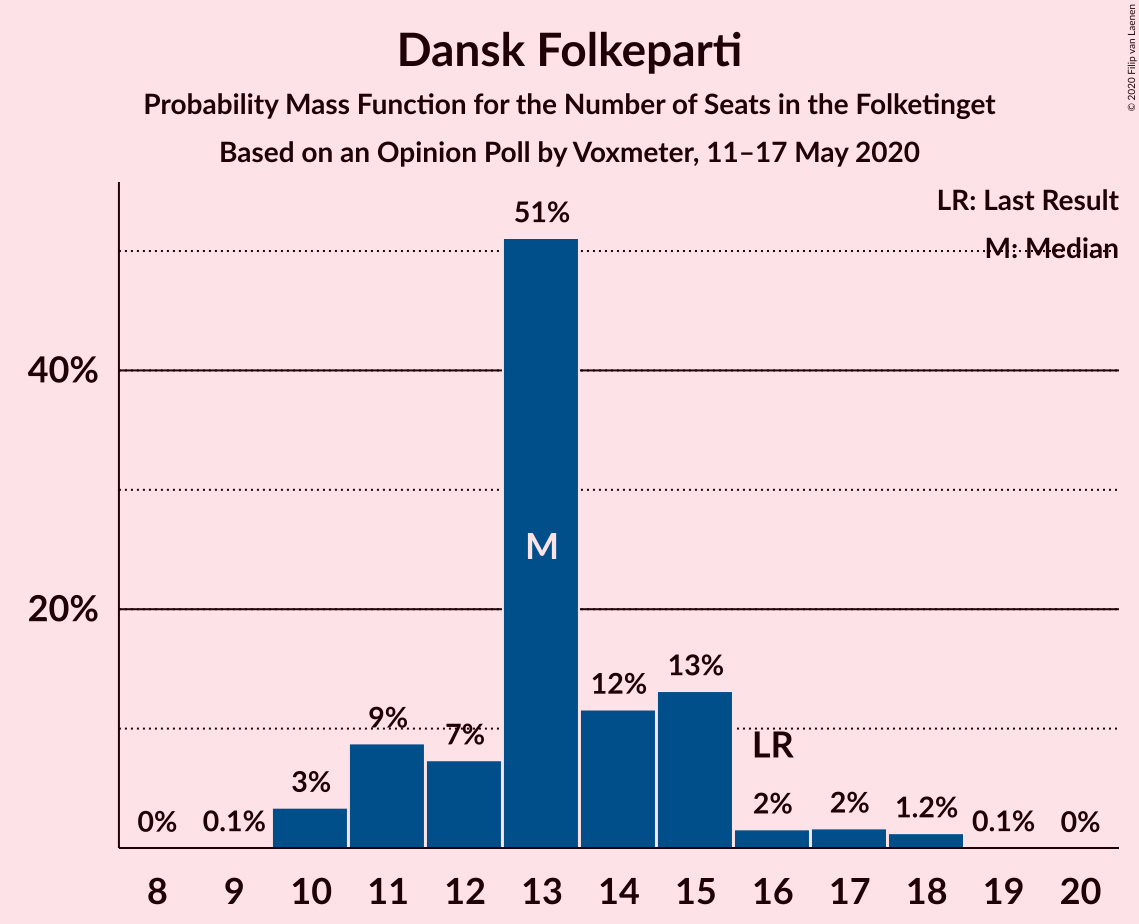 Dansk Folkeparti
Probability Mass Function for the Number of Seats in the Folketinget
Based on an Opinion Poll by Voxmeter, 11–17 May 2020
© 2020 Filip van Laenen
LR: Last Result
M: Median
51%
40%
M
20%
13%
12%
9%
7%
LR
3%
2%
2%
1.2%
0%
0.1%
0.1%
0%
8 9 10 11 12 13 14 15 16 17 18 19 20